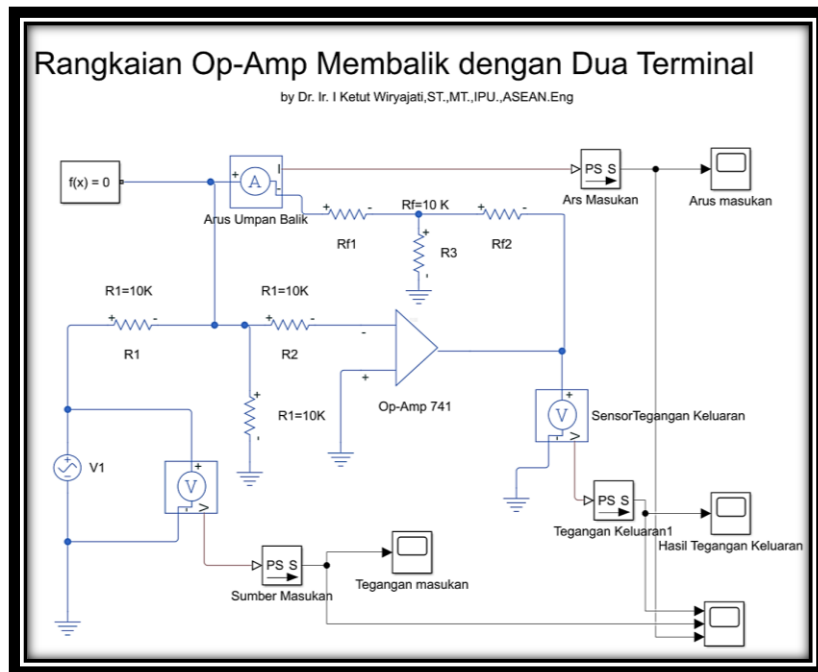 Rangkaian Op-Amp Membalik dengan Dua Terminal
by Dr. Ir. I Ketut Wiryajati,ST.,MT.,IPU.,ASEAN.Eng
f(x) = 0
+ A I -
Arus Umpan Balik
PS S
Ars Masukan
Arus masukan
+ -
Rf1
Rf=10 K
+ -
Rf2
+
R3
-
R1=10K
+ -
R1
R1=10K
+ -
R2
-
+
Op-Amp 741
+
R1=10K
-
+
V V
-
SensorTegangan Keluaran
+
V1
-
+
V V
-
PS S
Tegangan Keluaran1
Hasil Tegangan Keluaran
PS S
Sumber Masukan
Tegangan masukan